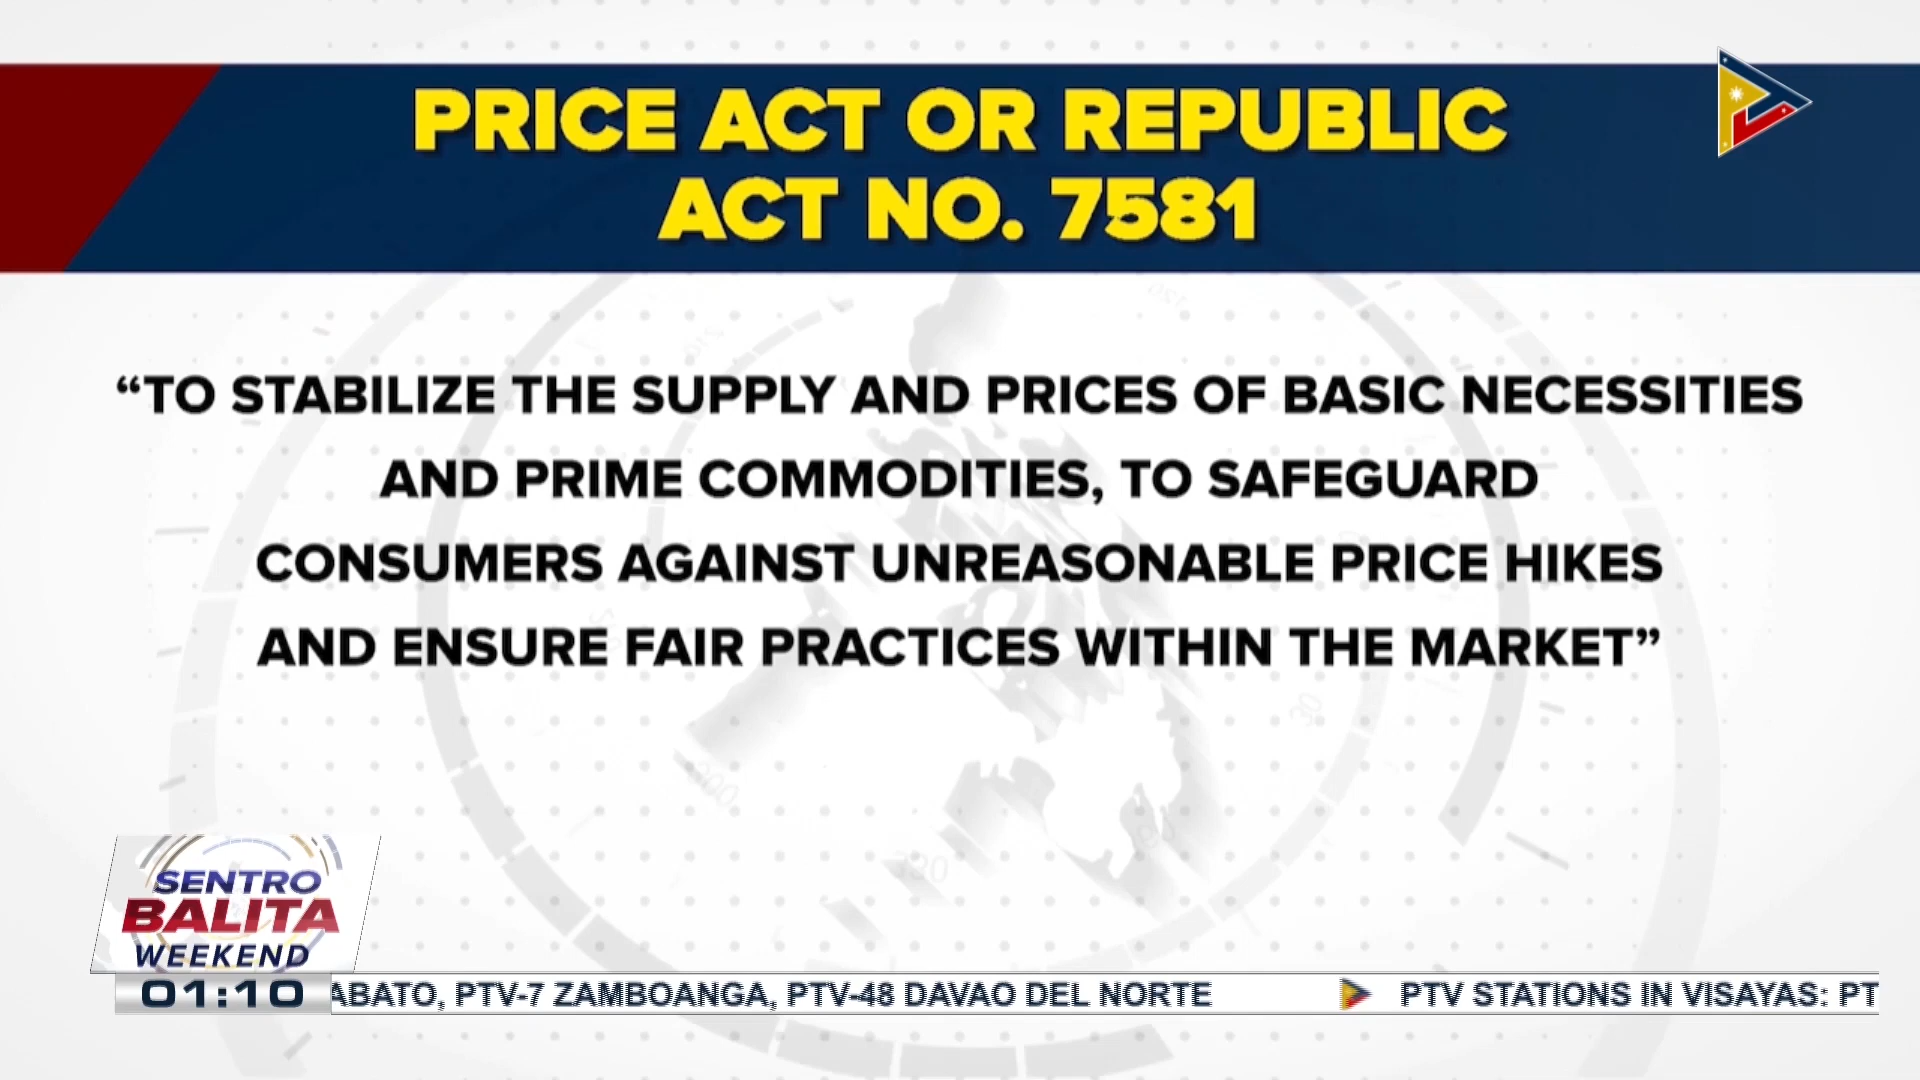 PRICE ACT OR REPUBLIC
ACT NO. 7581
“TO STABILIZE THE SUPPLY AND PRICES OF BASIC NECESSITIES
AND PRIME COMMODITIES, TO SAFEGUARD
CONSUMERS AGAINST UNREASONABLE PRICE HIKES
AND ENSURE FAIR PRACTICES WITHIN THE MARKET”
SENTRO
BALITA
WEEKEND
01:10 ABATO, PTV-7 ZAMBOANGA, PTV-48 DAVAO DEL NORTE PTV STATIONS IN VISAYAS: PT